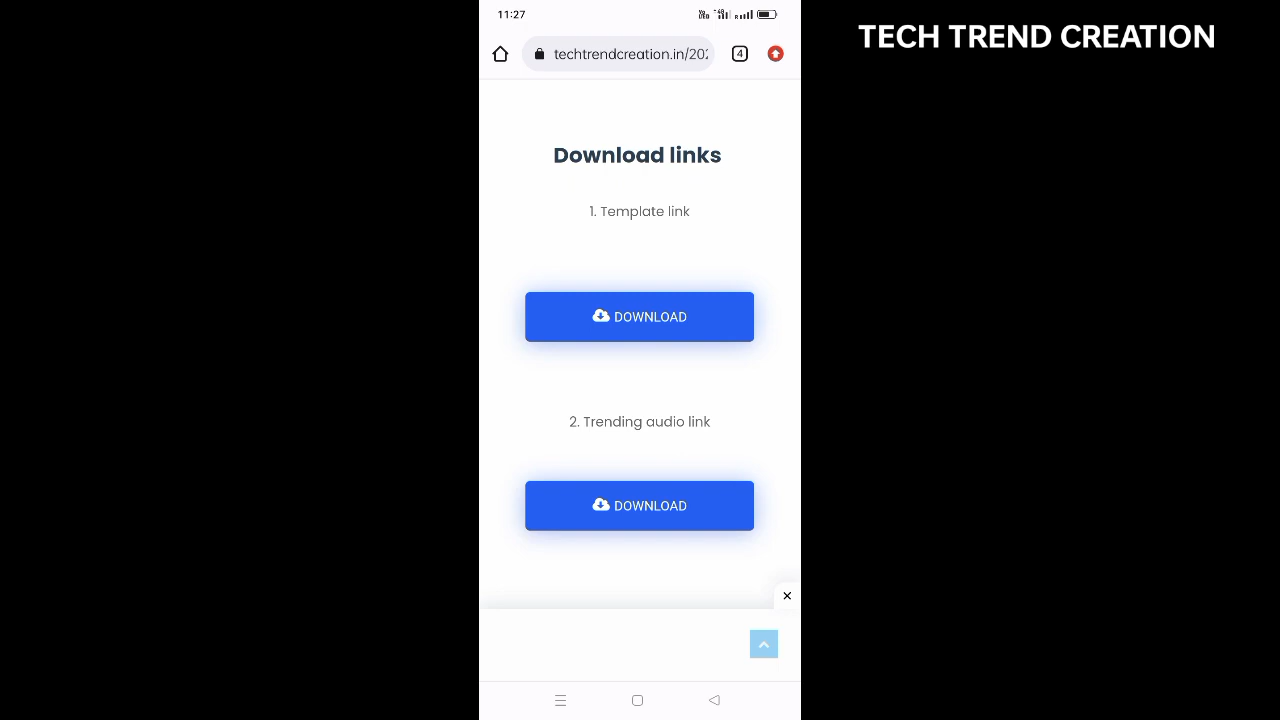 11:27
TECH TREND CREATION
techtrendcreation.in/202
4
Download links
1. Template link
DOWNLOAD
2. Trending audio link
DOWNLOAD